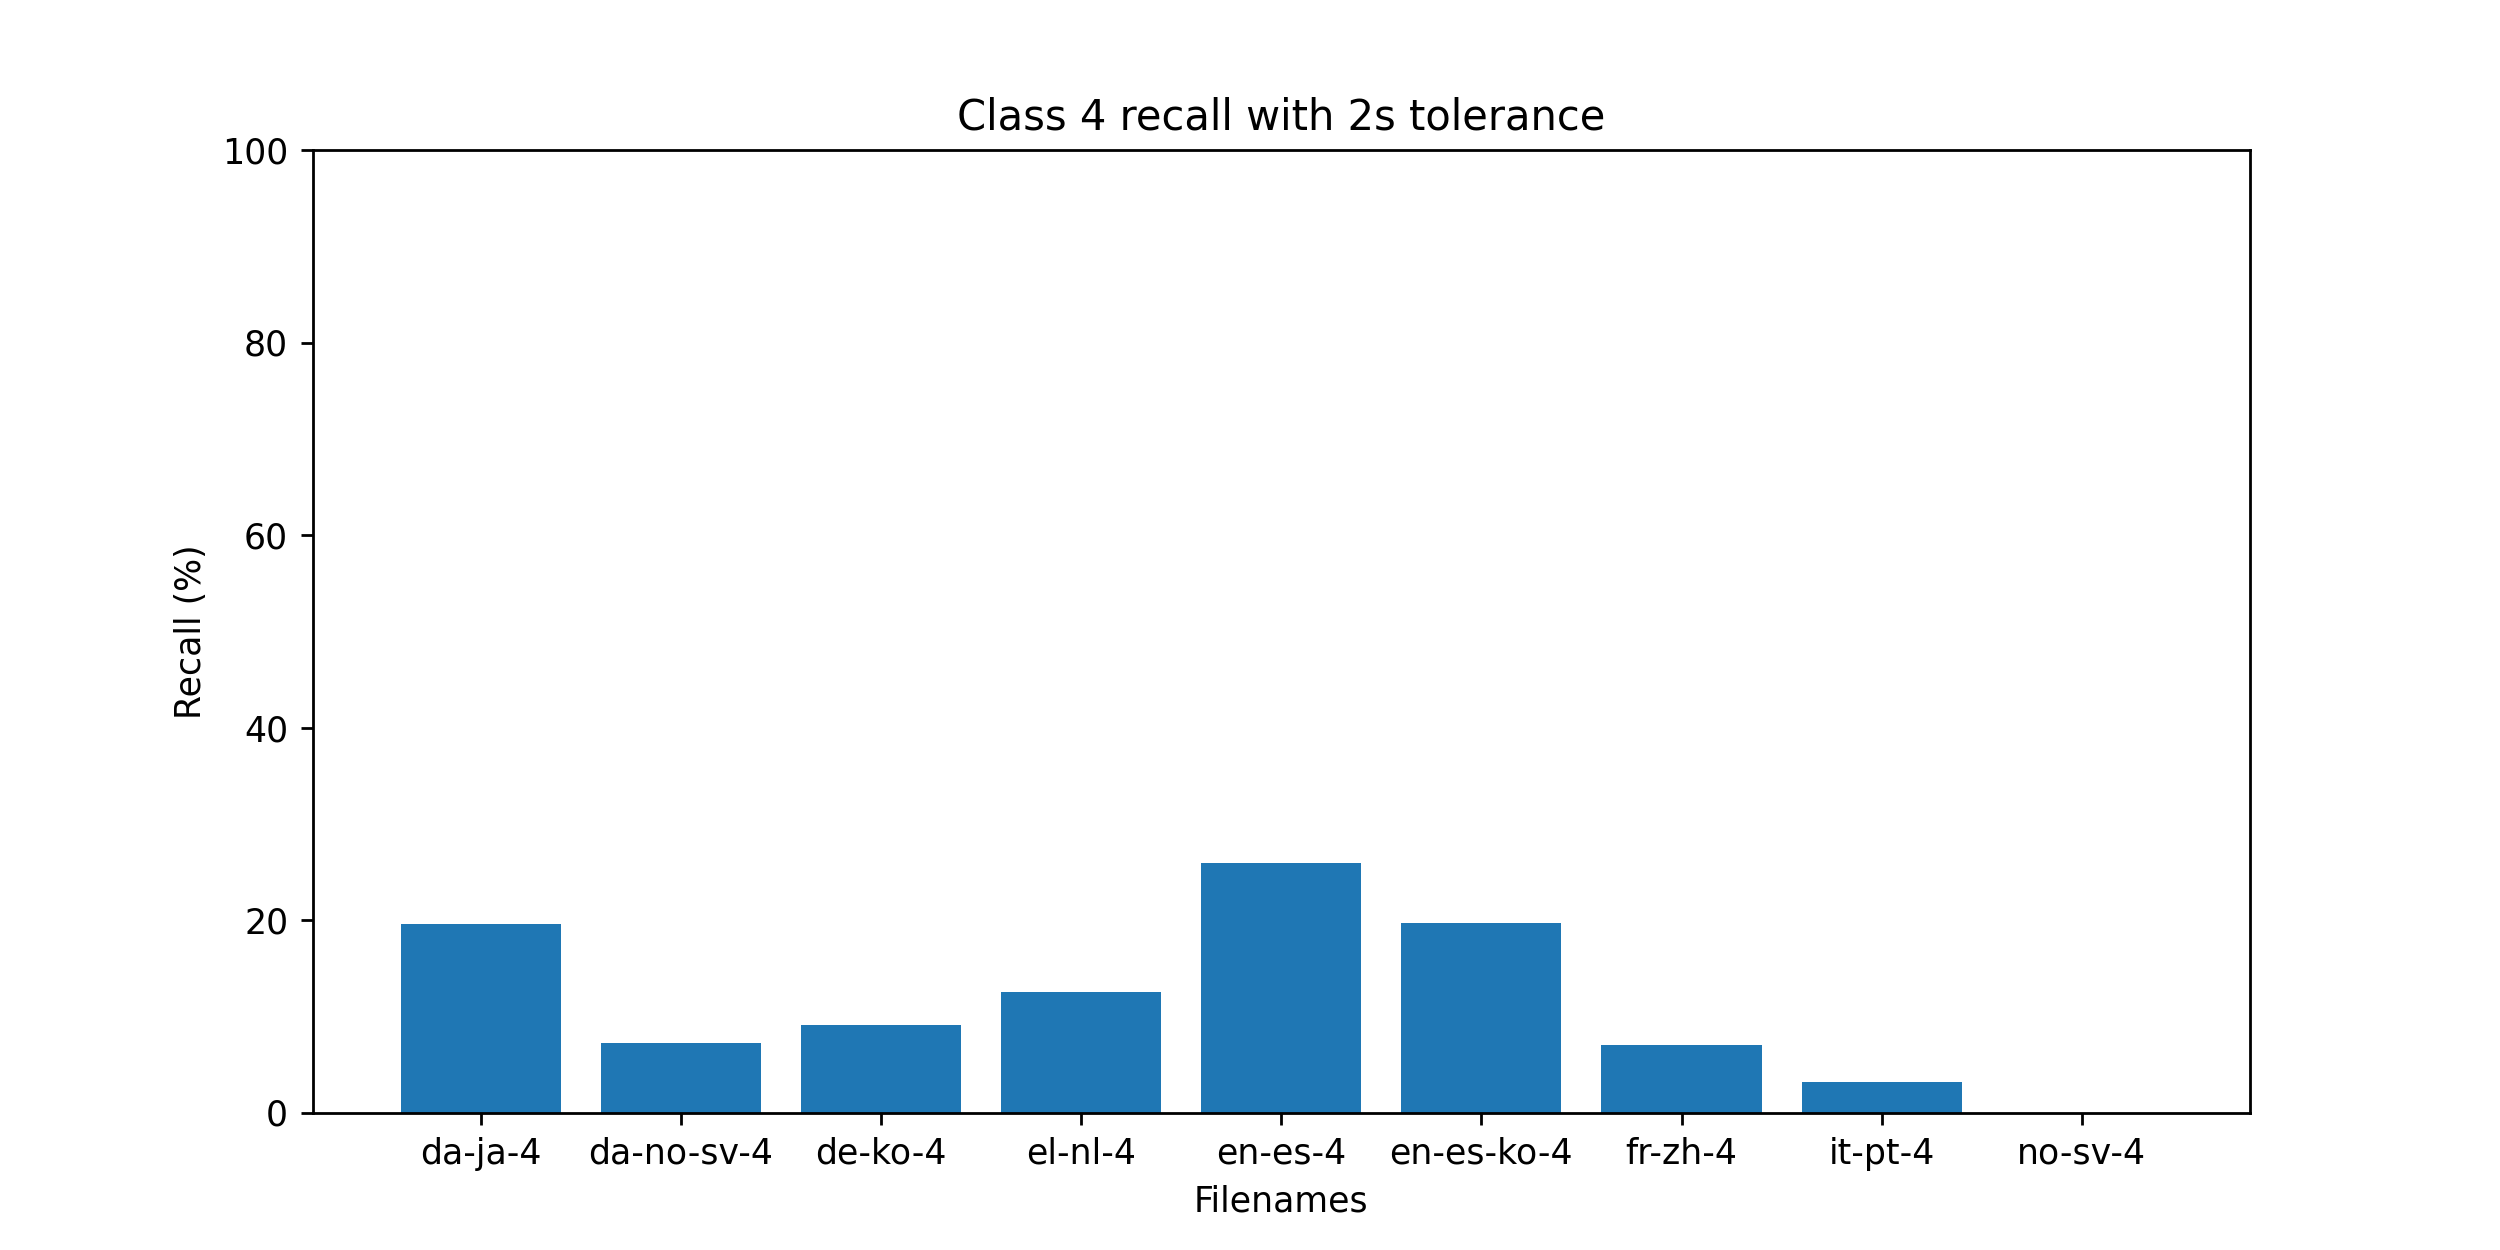 Class 4 recall with 2s tolerance
100
80
60
40
20
0
Recall (%)
da-ja-4 da-no-sv-4 de-ko-4 el-nl-4 en-es-4 en-es-ko-4 fr-zh-4 it-pt-4 no-sv-4
Filenames